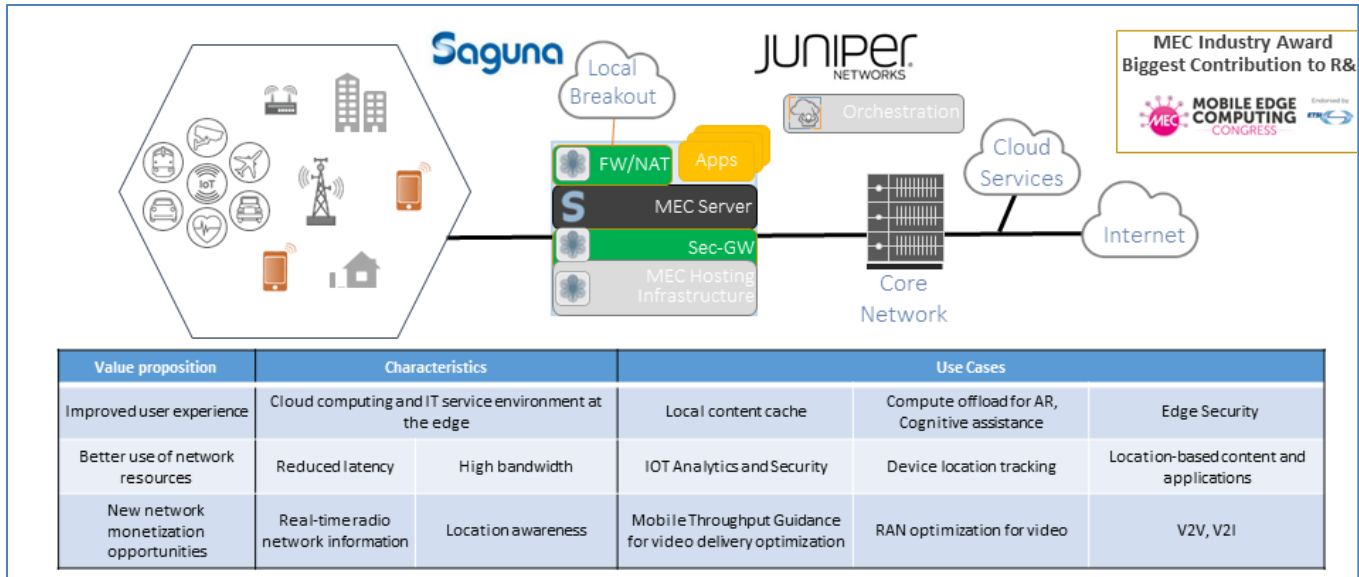 Saguna
JUNIPER
NETWORKS
MEC Industry Award
Biggest Contribution to R&
MEC
MOBILE EDGE
COMPUTING
CONGRESS
Endorsed by
ETSI
Local
Breakout
Orchestration
Cloud
Services
Internet
IoT
FW/NAT
Apps
S
MEC Server
Sec-GW
MEC Hosting
Infrastructure
Core
Network
Value proposition
Characteristics
Use Cases
Improved user experience
Cloud computing and IT service environment at
the edge
Local content cache
Compute offload for AR,
Cognitive assistance
Edge Security
Better use of network
resources
Reduced latency
High bandwidth
IOT Analytics and Security
Device location tracking
Location-based content and
applications
New network
monetization
opportunities
Real-time radio
network information
Location awareness
Mobile Throughput Guidance
for video delivery optimization
RAN optimization for video
V2V, V2I